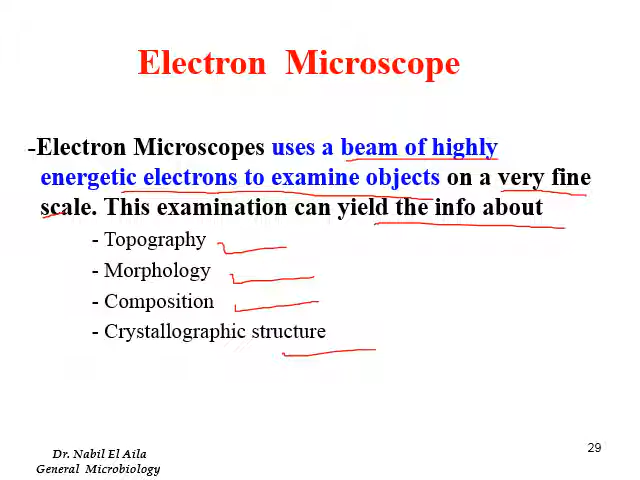 Electron Microscope
-Electron Microscopes uses a beam of highly
energetic electrons to examine objects on a very fine
scale. This examination can yield the info about
- Topography
- Morphology
- Composition
- Crystallographic structure
Dr. Nabil El Aila
General Microbiology
29